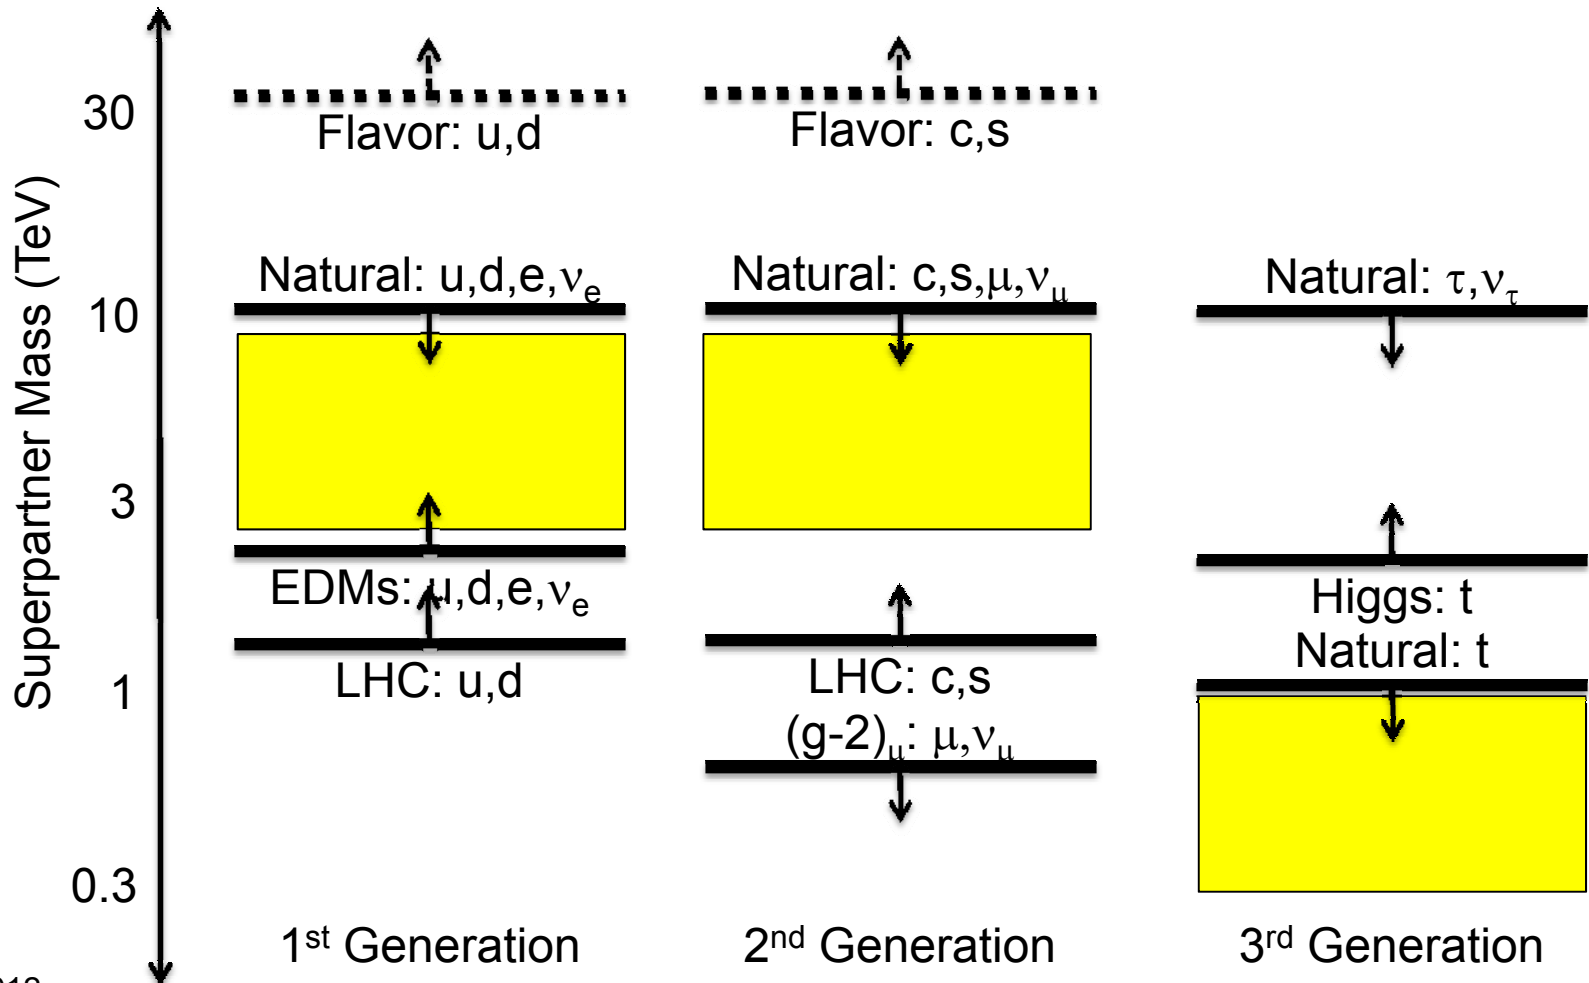 Superpartner Mass (TeV)
30
10
3
1
0.3
Flavor: u,d
Natural: u,d,e,νe
EDMs: u,d,e,νe
LHC: u,d
1st Generation
Flavor: c,s
Natural: c,s,μ,νμ
LHC: c,s
(g-2)μ: μ,νμ
2nd Generation
Natural: τ,ντ
Higgs: t
Natural: t
3rd Generation